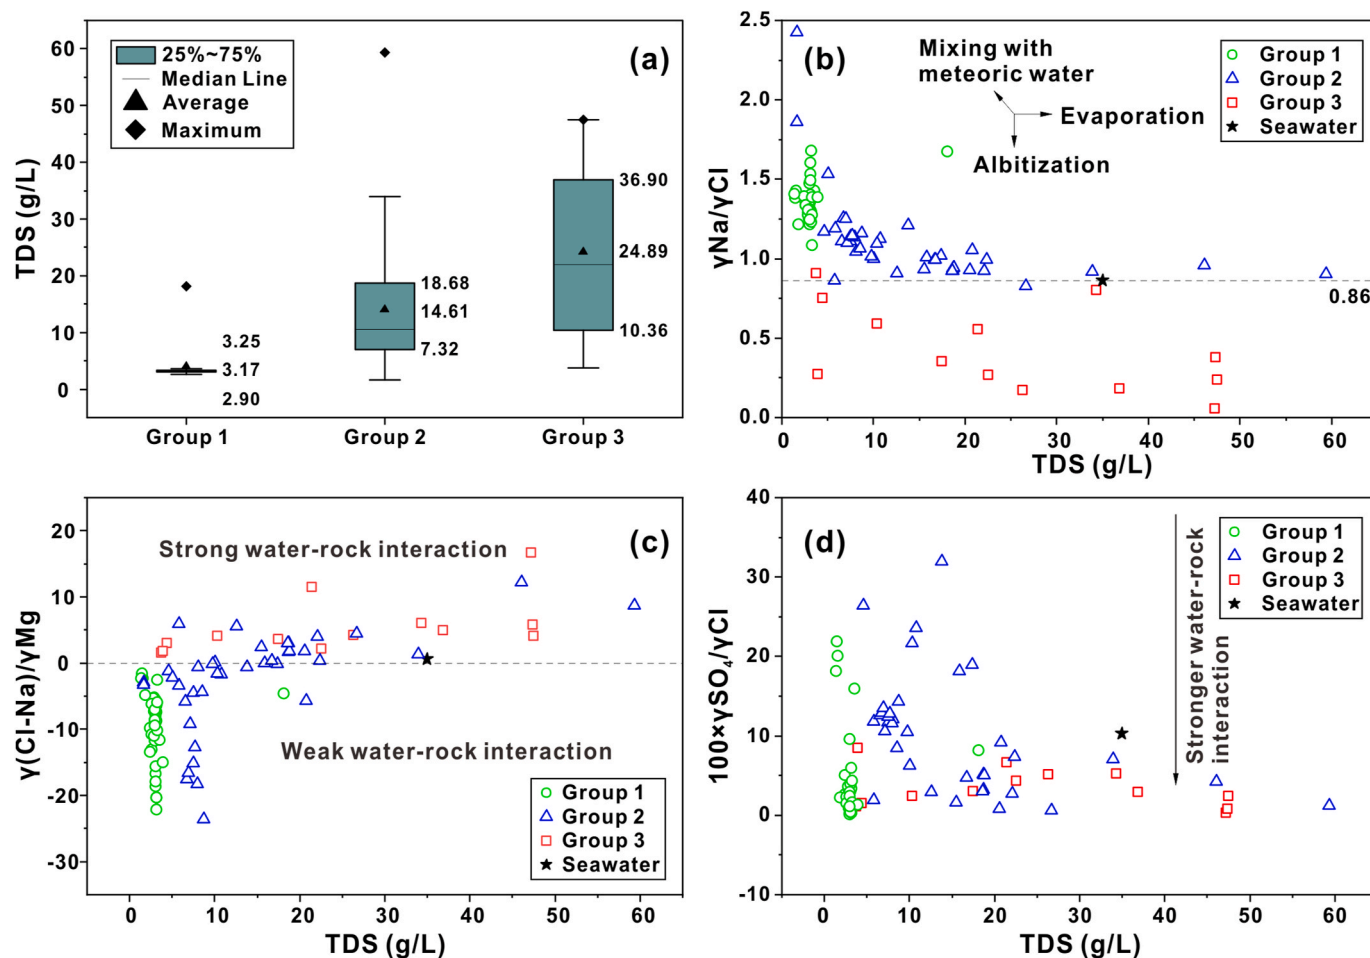 (a)
25%~75%
Median Line
Average
Maximum
TDS (g/L)
60
50
40
30
20
10
0
3.25
3.17
2.90
18.68
14.61
7.32
36.90
24.89
10.36
Group 1
Group 2
Group 3
(b)
Mixing with
meteoric water
Evaporation
Albitization
Group 1
Group 2
Group 3
Seawater
γNa/γCl
2.5
2.0
1.5
1.0
0.5
0.0
0.86
0
10
20
30
40
50
60
TDS (g/L)
(c)
Strong water-rock interaction
Weak water-rock interaction
Group 1
Group 2
Group 3
Seawater
γ(Cl-Na)/γMg
20
10
0
-10
-20
-30
0
10
20
30
40
50
60
TDS (g/L)
(d)
Stronger water-rock
interaction
Group 1
Group 2
Group 3
Seawater
100×γSO₄/γCl
40
30
20
10
0
-10
0
10
20
30
40
50
60
TDS (g/L)